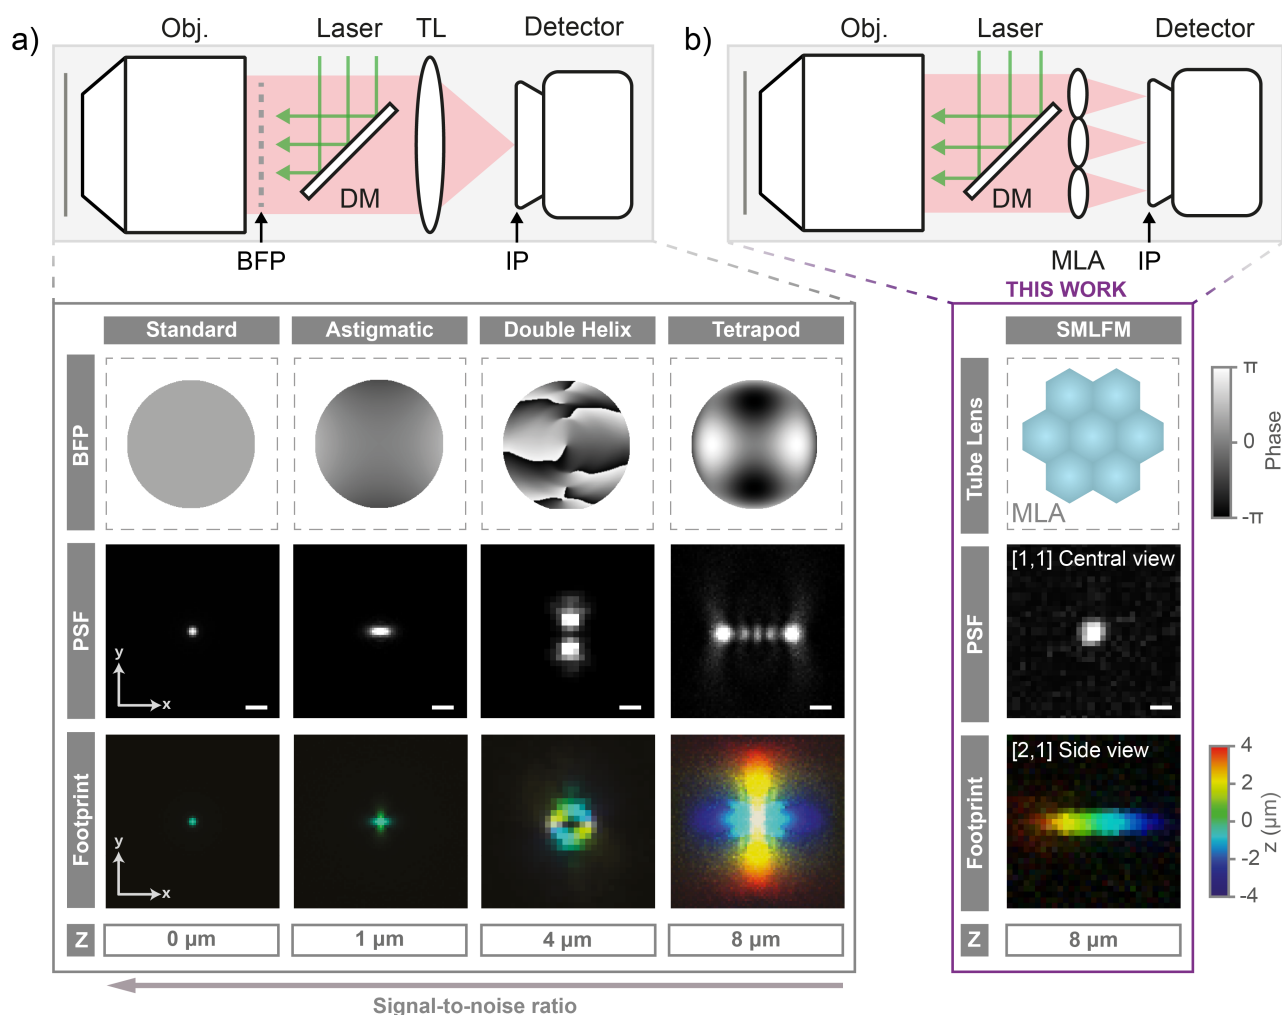 a)
Obj.
Laser
TL
Detector
DM
BFP
IP
b)
Obj.
Laser
Detector
DM
MLA
IP
THIS WORK
Standard
Astigmatic
Double Helix
Tetrapod
SMLFM
BFP
Tube Lens
MLA
π
0
-π
Phase
PSF
y
x
PSF
[1,1] Central view
Footprint
y
x
Footprint
[2,1] Side view
4
2
0
-2
-4
z (μm)
Z
0 μm
1 μm
4 μm
8 μm
Z
8 μm
Signal-to-noise ratio